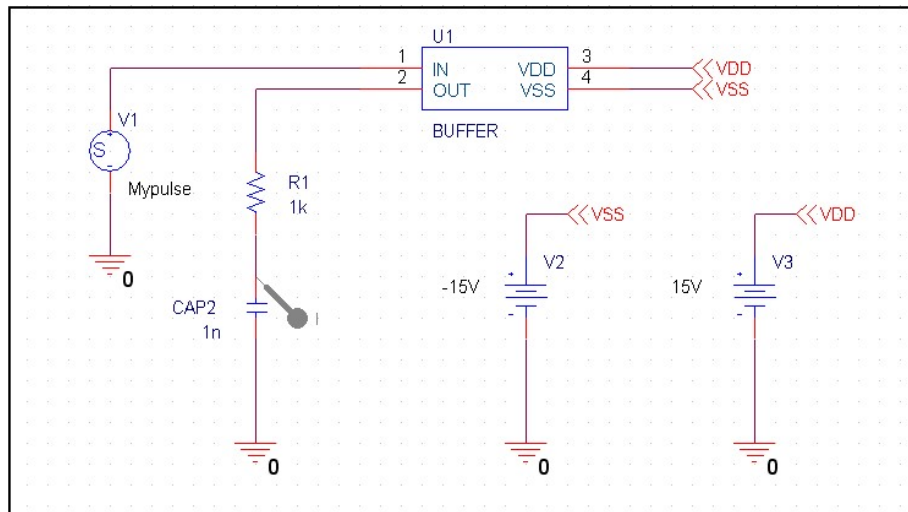 U1
1
IN
VDD
3
VDD
2
OUT
VSS
4
VSS
BUFFER
V1
S
Mypulse
0
R1
1k
CAP2
1n
I
0
VSS
V2
-15V
0
VDD
V3
15V
0